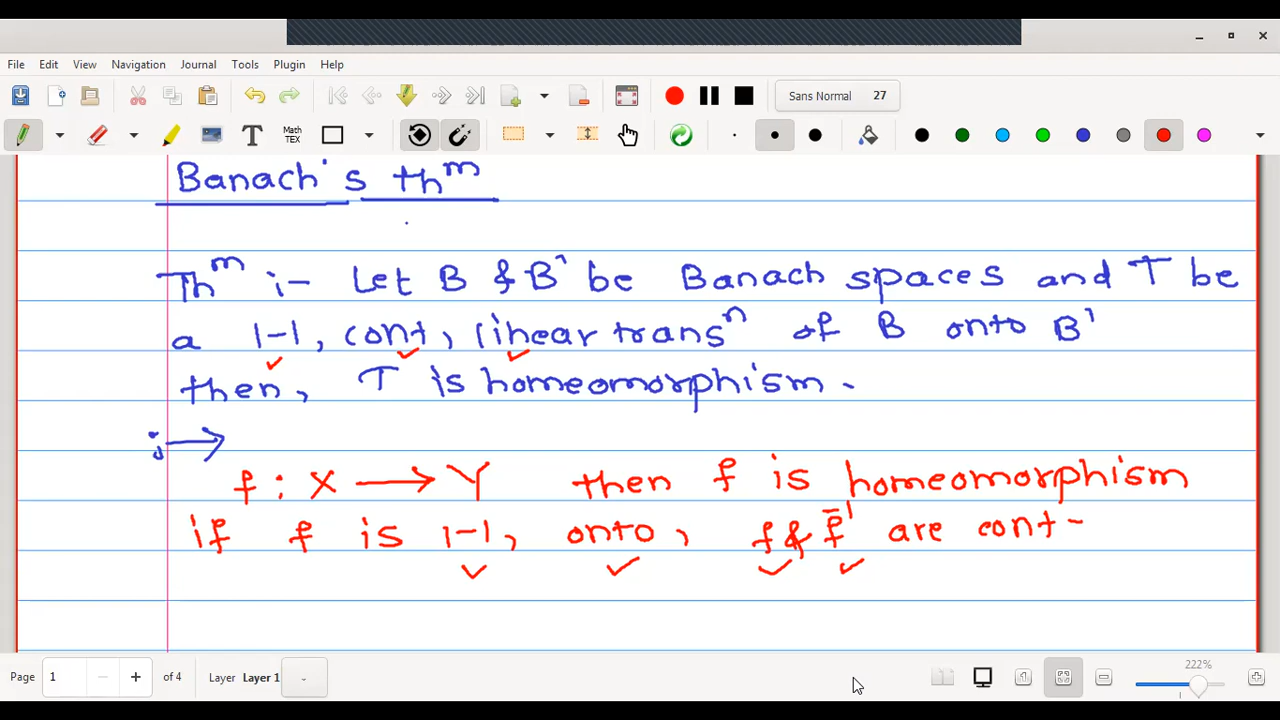 File Edit View Navigation Journal Tools Plugin Help
Sans Normal 27
Math TEX
Banach's thm
Thm :- Let B & B' be Banach spaces and T be
a 1-1, cont, linear transn of B onto B'
then, T is homeomorphism.
:→
f : X → Y then f is homeomorphism
if f is 1-1, onto, f & f⁻¹ are cont-
Page 1 of 4 Layer Layer 1 222%